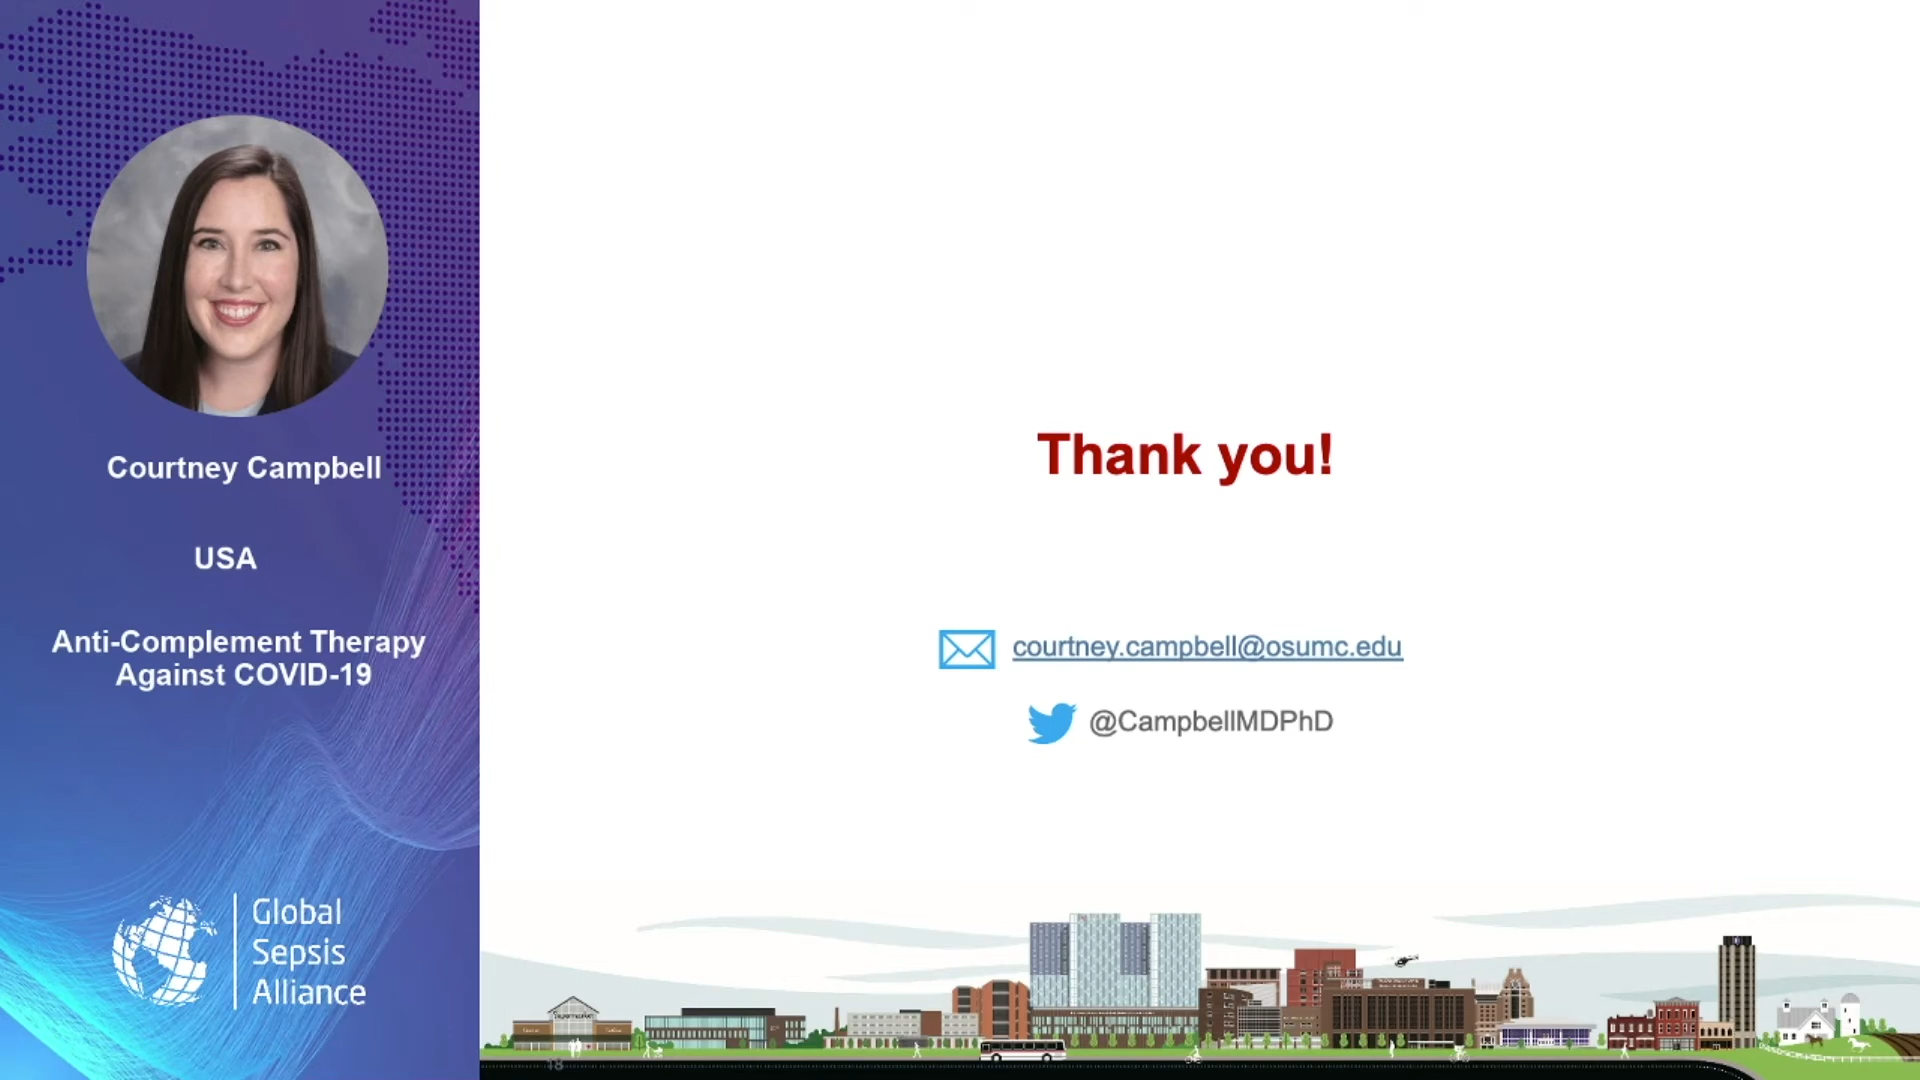 Courtney Campbell
USA
Anti-Complement Therapy
Against COVID-19
Global
Sepsis
Alliance
Thank you!
courtney.campbell@osumc.edu
@CampbellMDPhD
18